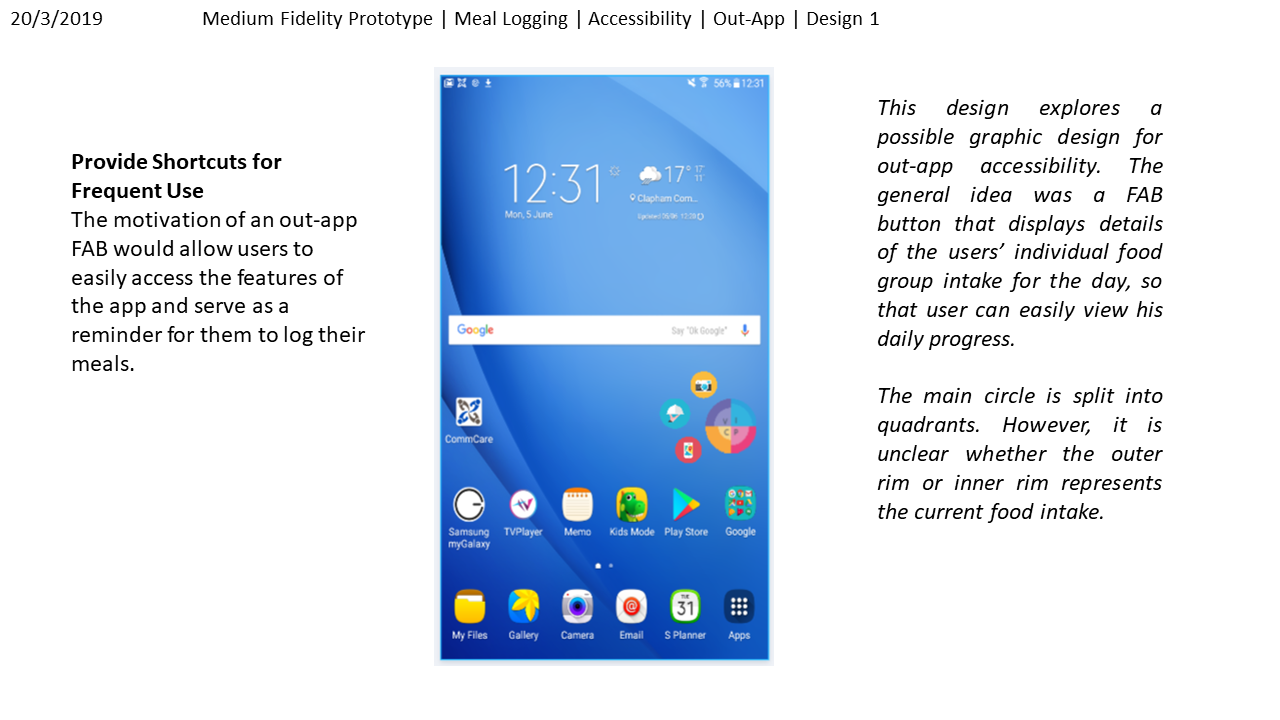 20/3/2019
Medium Fidelity Prototype | Meal Logging | Accessibility | Out-App | Design 1
Provide Shortcuts for
Frequent Use
The motivation of an out-app
FAB would allow users to
easily access the features of
the app and serve as a
reminder for them to log their
meals.
56% 12:31
12:31
Mon, 5 June
17°
Clapham Com...
Google
Say "Ok Google"
V
C P
CommCare
Samsung
myGalaxy
TVPlayer
Memo
Kids Mode
Play Store
Google
My Files
Gallery
Camera
Email
TUE
31
S Planner
Apps
This design explores a
possible graphic design for
out-app accessibility. The
general idea was a FAB
button that displays details
of the users’ individual food
group intake for the day, so
that user can easily view his
daily progress.
The main circle is split into
quadrants. However, it is
unclear whether the outer
rim or inner rim represents
the current food intake.